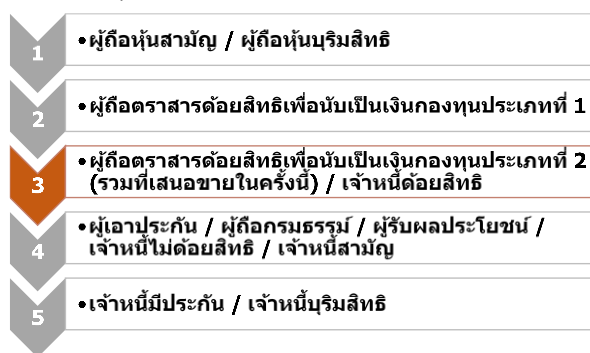 1
•ผู้ถือหุ้นสามัญ / ผู้ถือหุ้นบุริมสิทธิ
2
•ผู้ถือตราสารด้อยสิทธิเพื่อนับเป็นเงินกองทุนประเภทที่ 1
3
•ผู้ถือตราสารด้อยสิทธิเพื่อนับเป็นเงินกองทุนประเภทที่ 2
(รวมที่เสนอขายในครั้งนี้) / เจ้าหนี้ด้อยสิทธิ
4
•ผู้เอาประกัน / ผู้ถือกรมธรรม์ / ผู้รับผลประโยชน์ /
เจ้าหนี้ไม่ด้อยสิทธิ / เจ้าหนี้สามัญ
5
•เจ้าหนี้มีประกัน / เจ้าหนี้บุริมสิทธิ